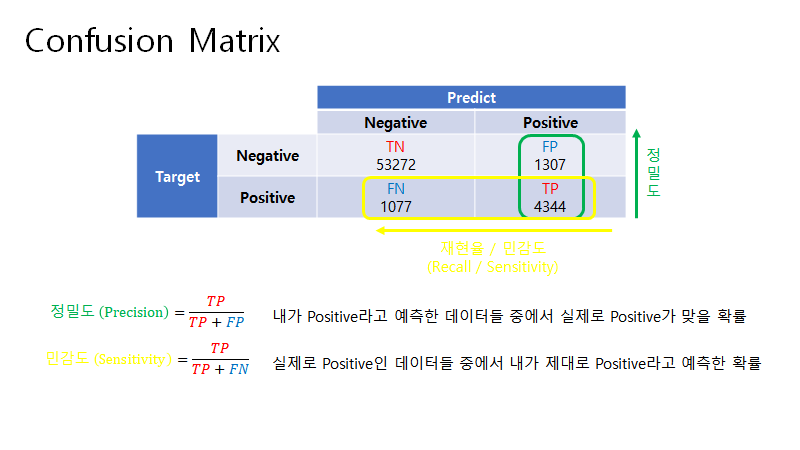 Confusion Matrix
Predict
Negative Positive
Target
Negative
TN
53272
FP
1307
Positive
FN
1077
TP
4344
정밀도
재현율 / 민감도
(Recall / Sensitivity)
정밀도 (Precision) = TP / TP + FP
내가 Positive라고 예측한 데이터들 중에서 실제로 Positive가 맞을 확률
민감도 (Sensitivity) = TP / TP + FN
실제로 Positive인 데이터들 중에서 내가 제대로 Positive라고 예측한 확률